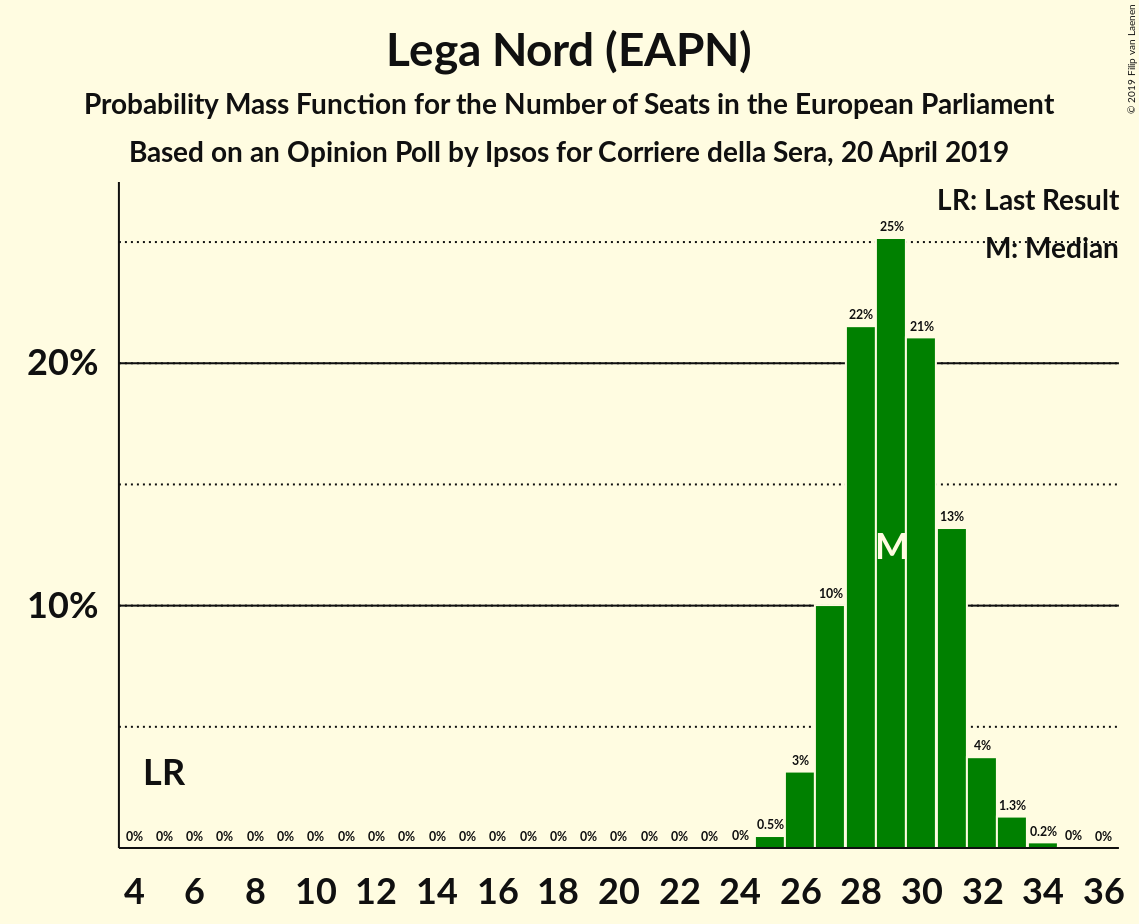 Lega Nord (EAPN)
Probability Mass Function for the Number of Seats in the European Parliament
Based on an Opinion Poll by Ipsos for Corriere della Sera, 20 April 2019
© 2019 Filip van Laenen
LR: Last Result
M: Median
20%
10%
LR
M
0% 0% 0% 0% 0% 0% 0% 0% 0% 0% 0% 0% 0% 0% 0% 0% 0% 0% 0% 0% 0% 0.5% 3% 10% 22% 25% 21% 13% 4% 1.3% 0.2% 0% 0%
4 6 8 10 12 14 16 18 20 22 24 26 28 30 32 34 36